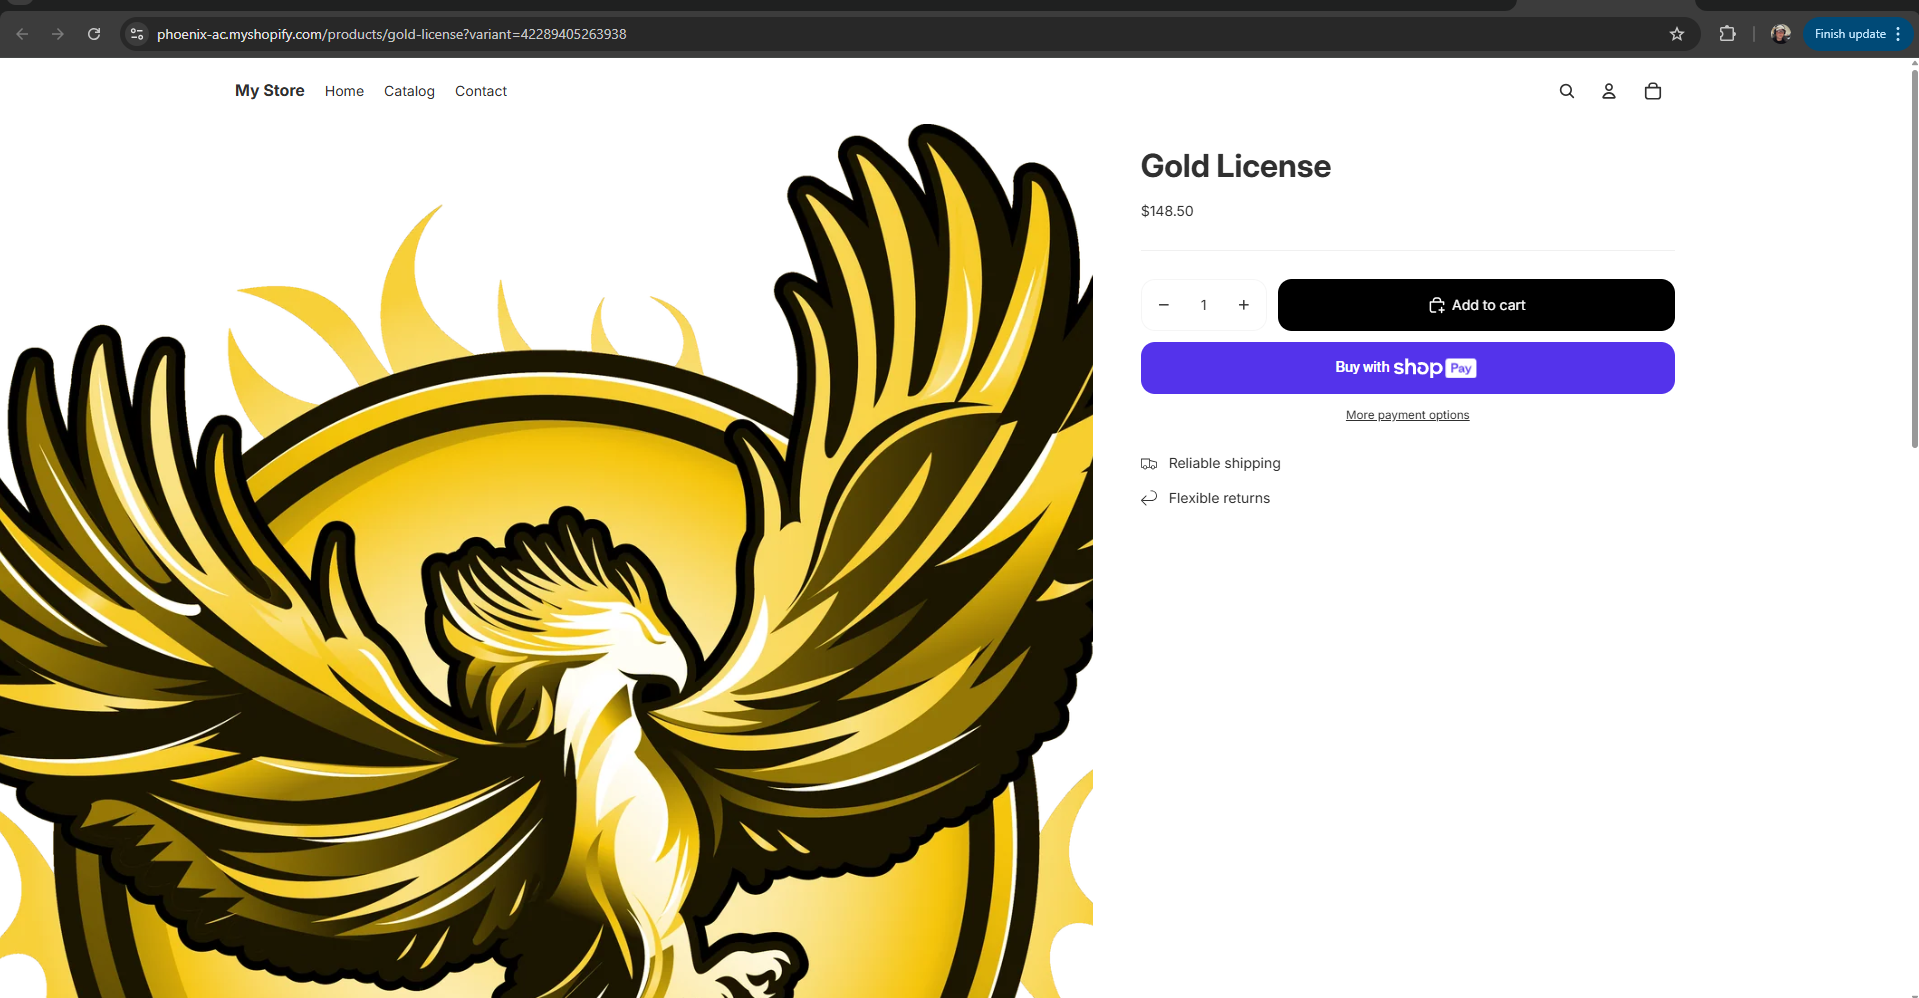 phoenix-ac.myshopify.com/products/gold-license?variant=42289405263938
Finish update
My Store Home Catalog Contact
Gold License
$148.50
− 1 +
Add to cart
Buy with shop Pay
More payment options
Reliable shipping
Flexible returns